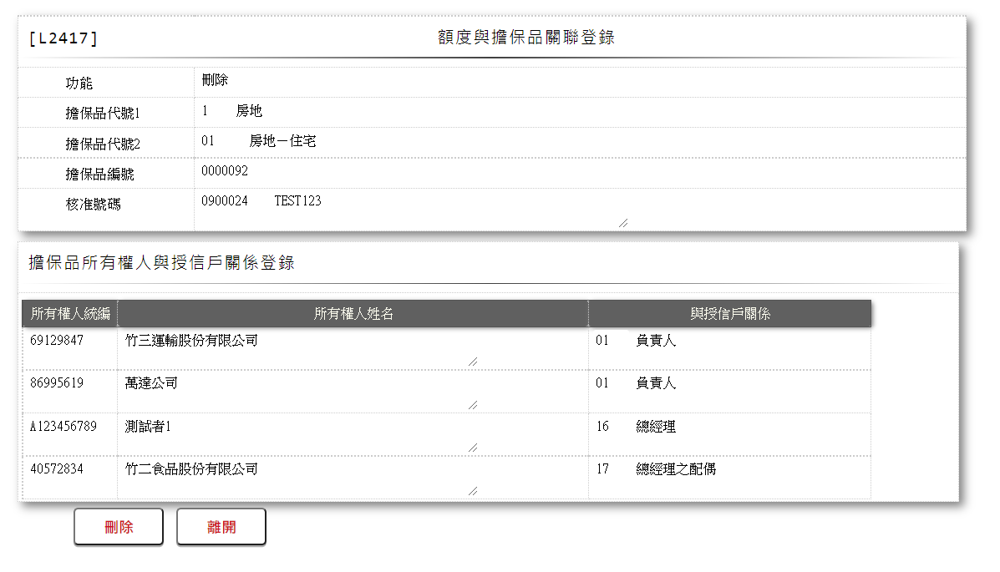 [L2417] 額度與擔保品關聯登錄
功能 刪除
擔保品代號1 1 房地
擔保品代號2 01 房地－住宅
擔保品編號 0000092
核准號碼 0900024 TEST123
擔保品所有權人與授信戶關係登錄
所有權人統編 所有權人姓名 與授信戶關係
69129847 竹三運輸股份有限公司 01 負責人
86995619 萬達公司 01 負責人
A123456789 測試者1 16 總經理
40572834 竹二食品股份有限公司 17 總經理之配偶
刪除 離開